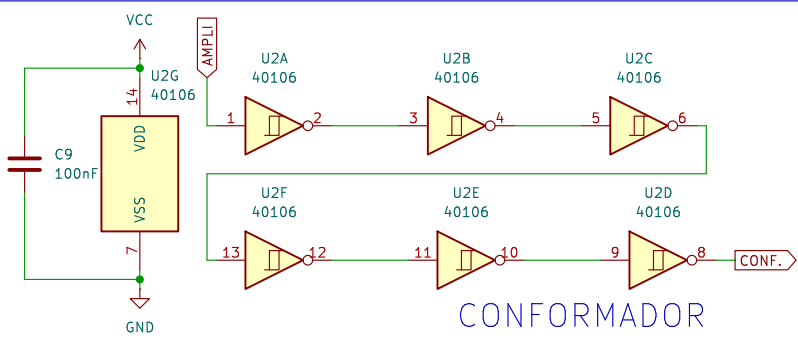 VCC
AMPLI
U2A
40106
U2B
40106
U2C
40106
U2G
40106
14
VDD
VSS
7
C9
100nF
GND
1
2
3
4
5
6
U2F
40106
U2E
40106
U2D
40106
13
12
11
10
9
8
CONF.
CONFORMADOR